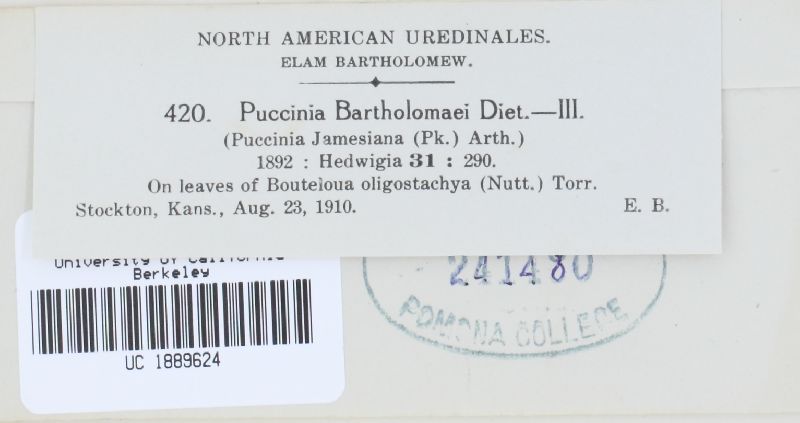 NORTH AMERICAN UREDINALES.
ELAM BARTHOLOMEW.
420. Puccinia Bartholomaei Diet.—III.
(Puccinia Jamesiana (Pk.) Arth.)
1892 : Hedwigia 31 : 290.
On leaves of Bouteloua oligostachya (Nutt.) Torr.
Stockton, Kans., Aug. 23, 1910. E. B.
University of California
Berkeley
UC 1889624
241480
POMONA COLLEGE